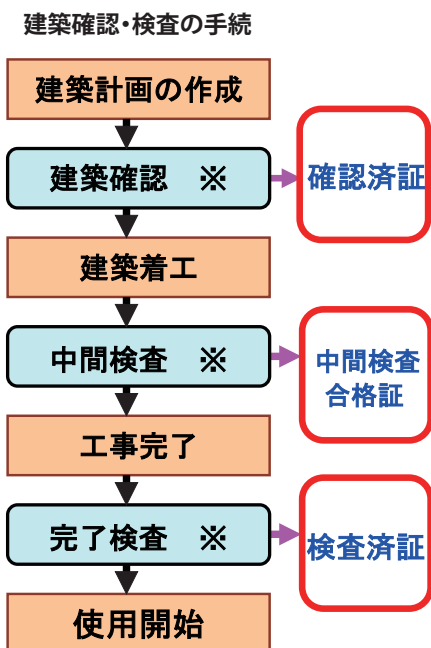 建築確認・検査の手続
建築計画の作成
建築確認　※
確認済証
建築着工
中間検査　※
中間検査
合格証
工事完了
完了検査　※
検査済証
使用開始